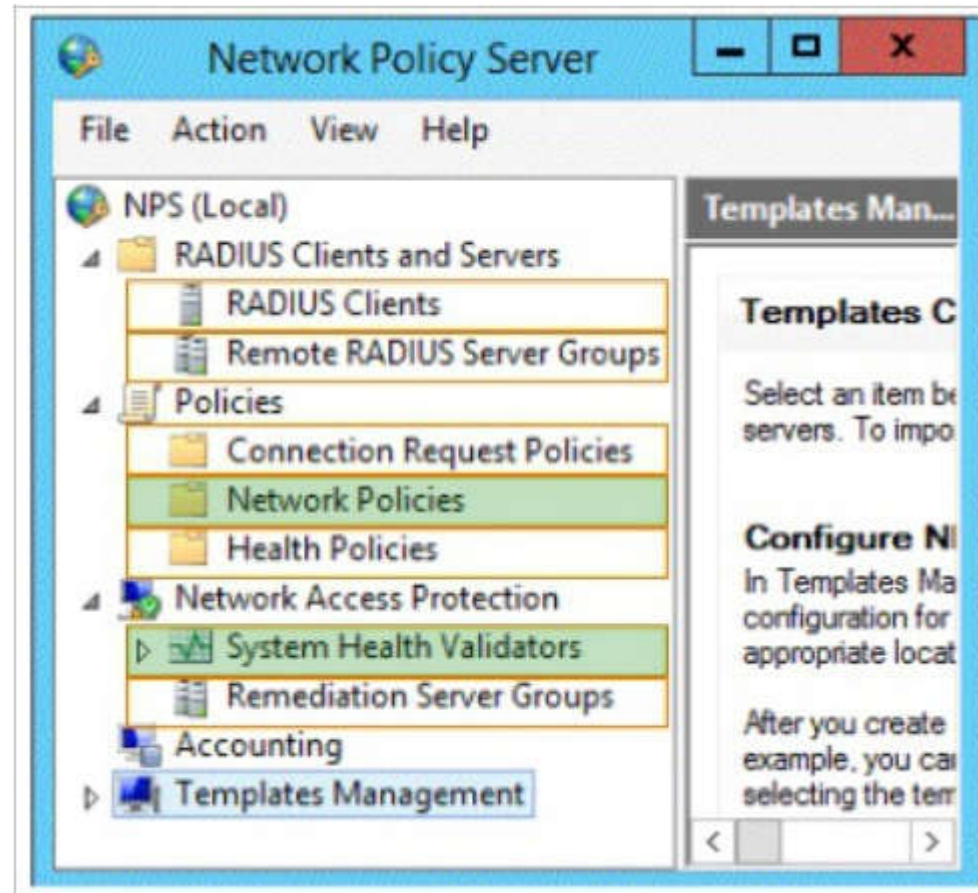 Network Policy Server
File Action View Help
NPS (Local)
RADIUS Clients and Servers
RADIUS Clients
Remote RADIUS Server Groups
Policies
Connection Request Policies
Network Policies
Health Policies
Network Access Protection
System Health Validators
Remediation Server Groups
Accounting
Templates Management
Templates Man...
Templates C
Select an item be
servers. To impo
Configure N
In Templates Ma
configuration for
appropriate locat
After you create
example, you ca
selecting the tem